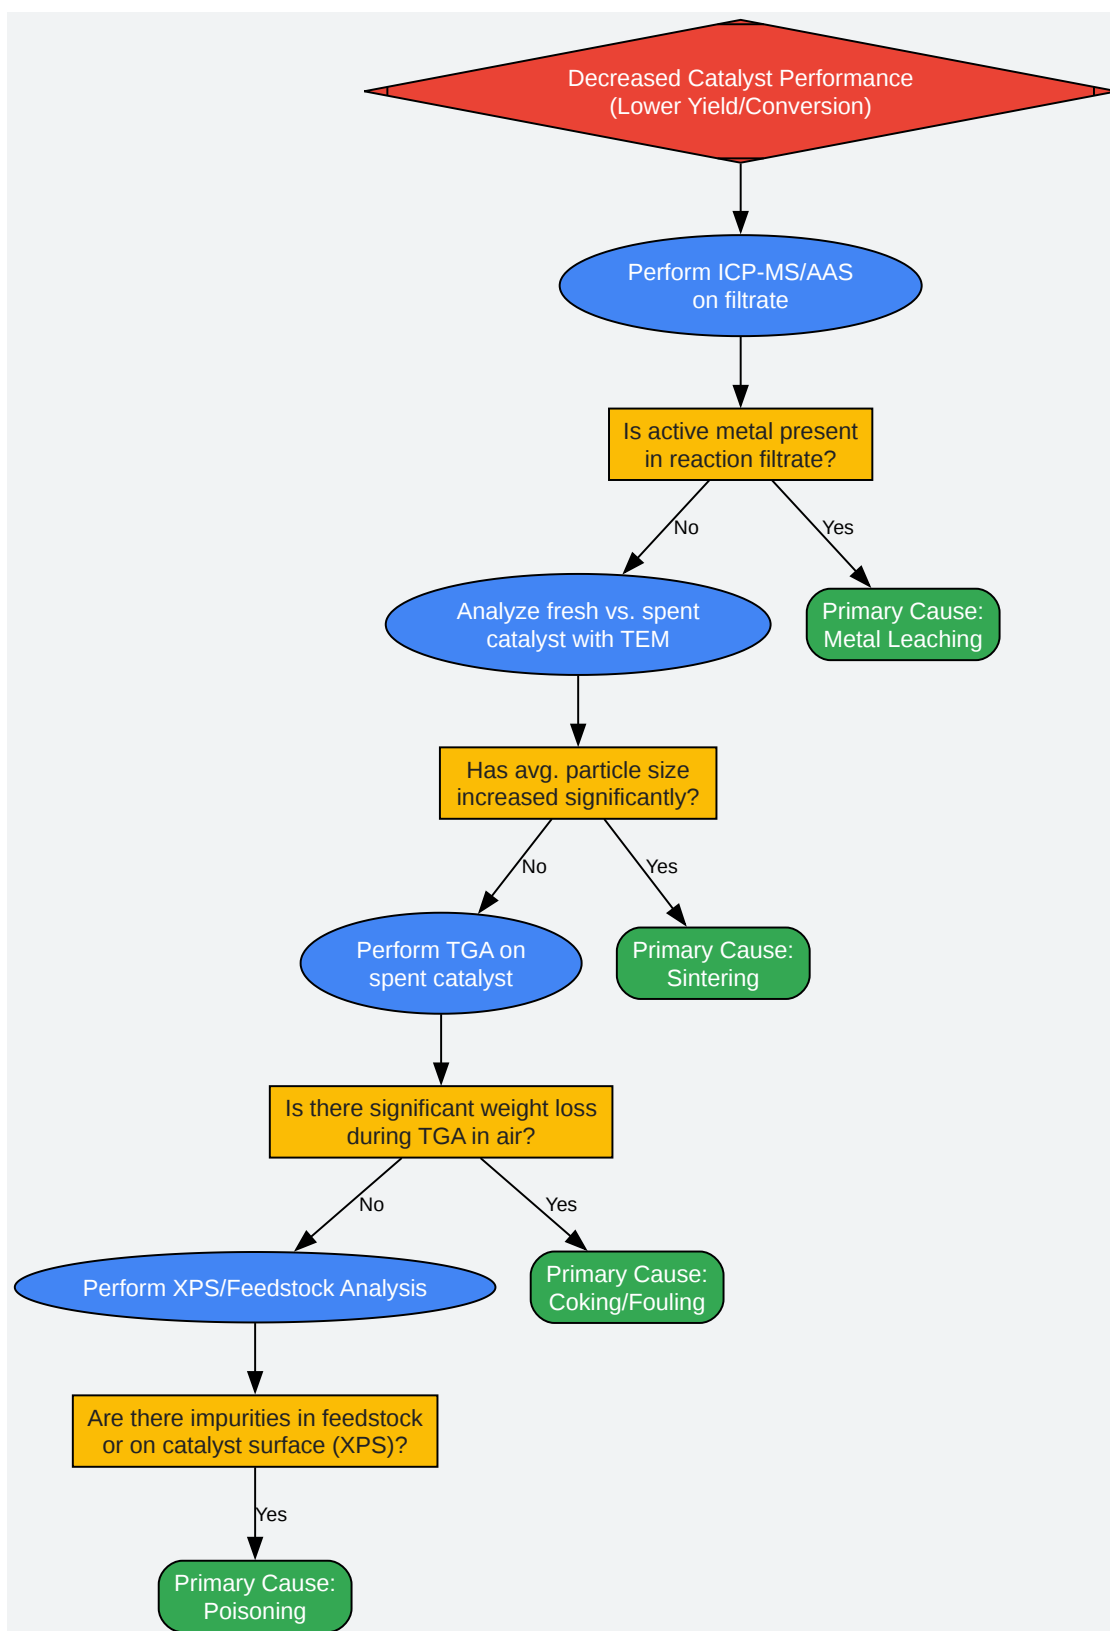 Decreased Catalyst Performance
(Lower Yield/Conversion)
Perform ICP-MS/AAS
on filtrate
Is active metal present
in reaction filtrate?
No
Yes
Analyze fresh vs. spent
catalyst with TEM
Primary Cause:
Metal Leaching
Has avg. particle size
increased significantly?
No
Yes
Perform TGA on
spent catalyst
Primary Cause:
Sintering
Is there significant weight loss
during TGA in air?
No
Yes
Perform XPS/Feedstock Analysis
Primary Cause:
Coking/Fouling
Are there impurities in feedstock
or on catalyst surface (XPS)?
Yes
Primary Cause:
Poisoning